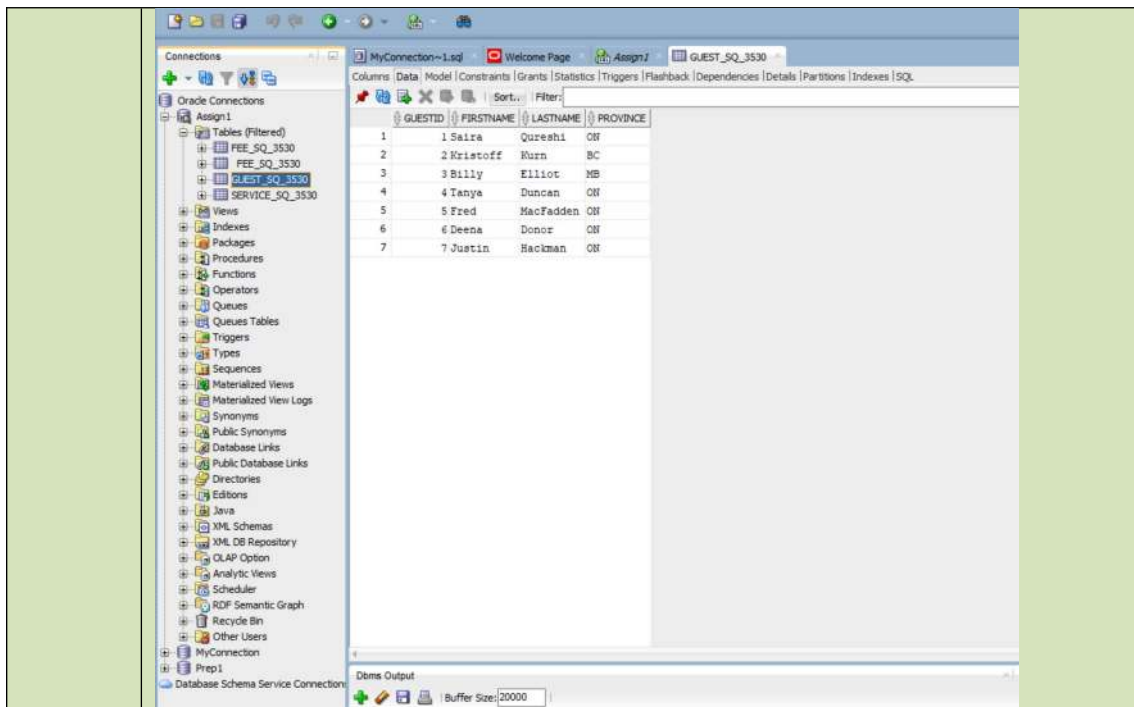 Connections
Oracle Connections
Assign1
Tables (Filtered)
FEE_SQ_3530
FEE_SQ_3530
GUEST_SQ_3530
SERVICE_SQ_3530
Views
Indexes
Packages
Procedures
Functions
Operators
Queues
Queues Tables
Triggers
Types
Sequences
Materialized Views
Materialized View Logs
Synonyms
Public Synonyms
Database Links
Public Database Links
Directories
Editions
Java
XML Schemas
XML DB Repository
OLAP Option
Analytic Views
Scheduler
RDF Semantic Graph
Recycle Bin
Other Users
MyConnection
Prep1
Database Schema Service Connection
MyConnection~1.sql Welcome Page Assign1 GUEST_SQ_3530
Columns Data Model Constraints Grants Statistics Triggers Flashback Dependencies Details Partitions Indexes SQL
Sort.. Filter:
GUESTID FIRSTNAME LASTNAME PROVINCE
1 1 Saira Qureshi ON
2 2 Kristoff Kurn BC
3 3 Billy Elliot MB
4 4 Tanya Duncan ON
5 5 Fred MacFadden ON
6 6 Deena Donor ON
7 7 Justin Hackman ON
Dbms Output
Buffer Size: 20000